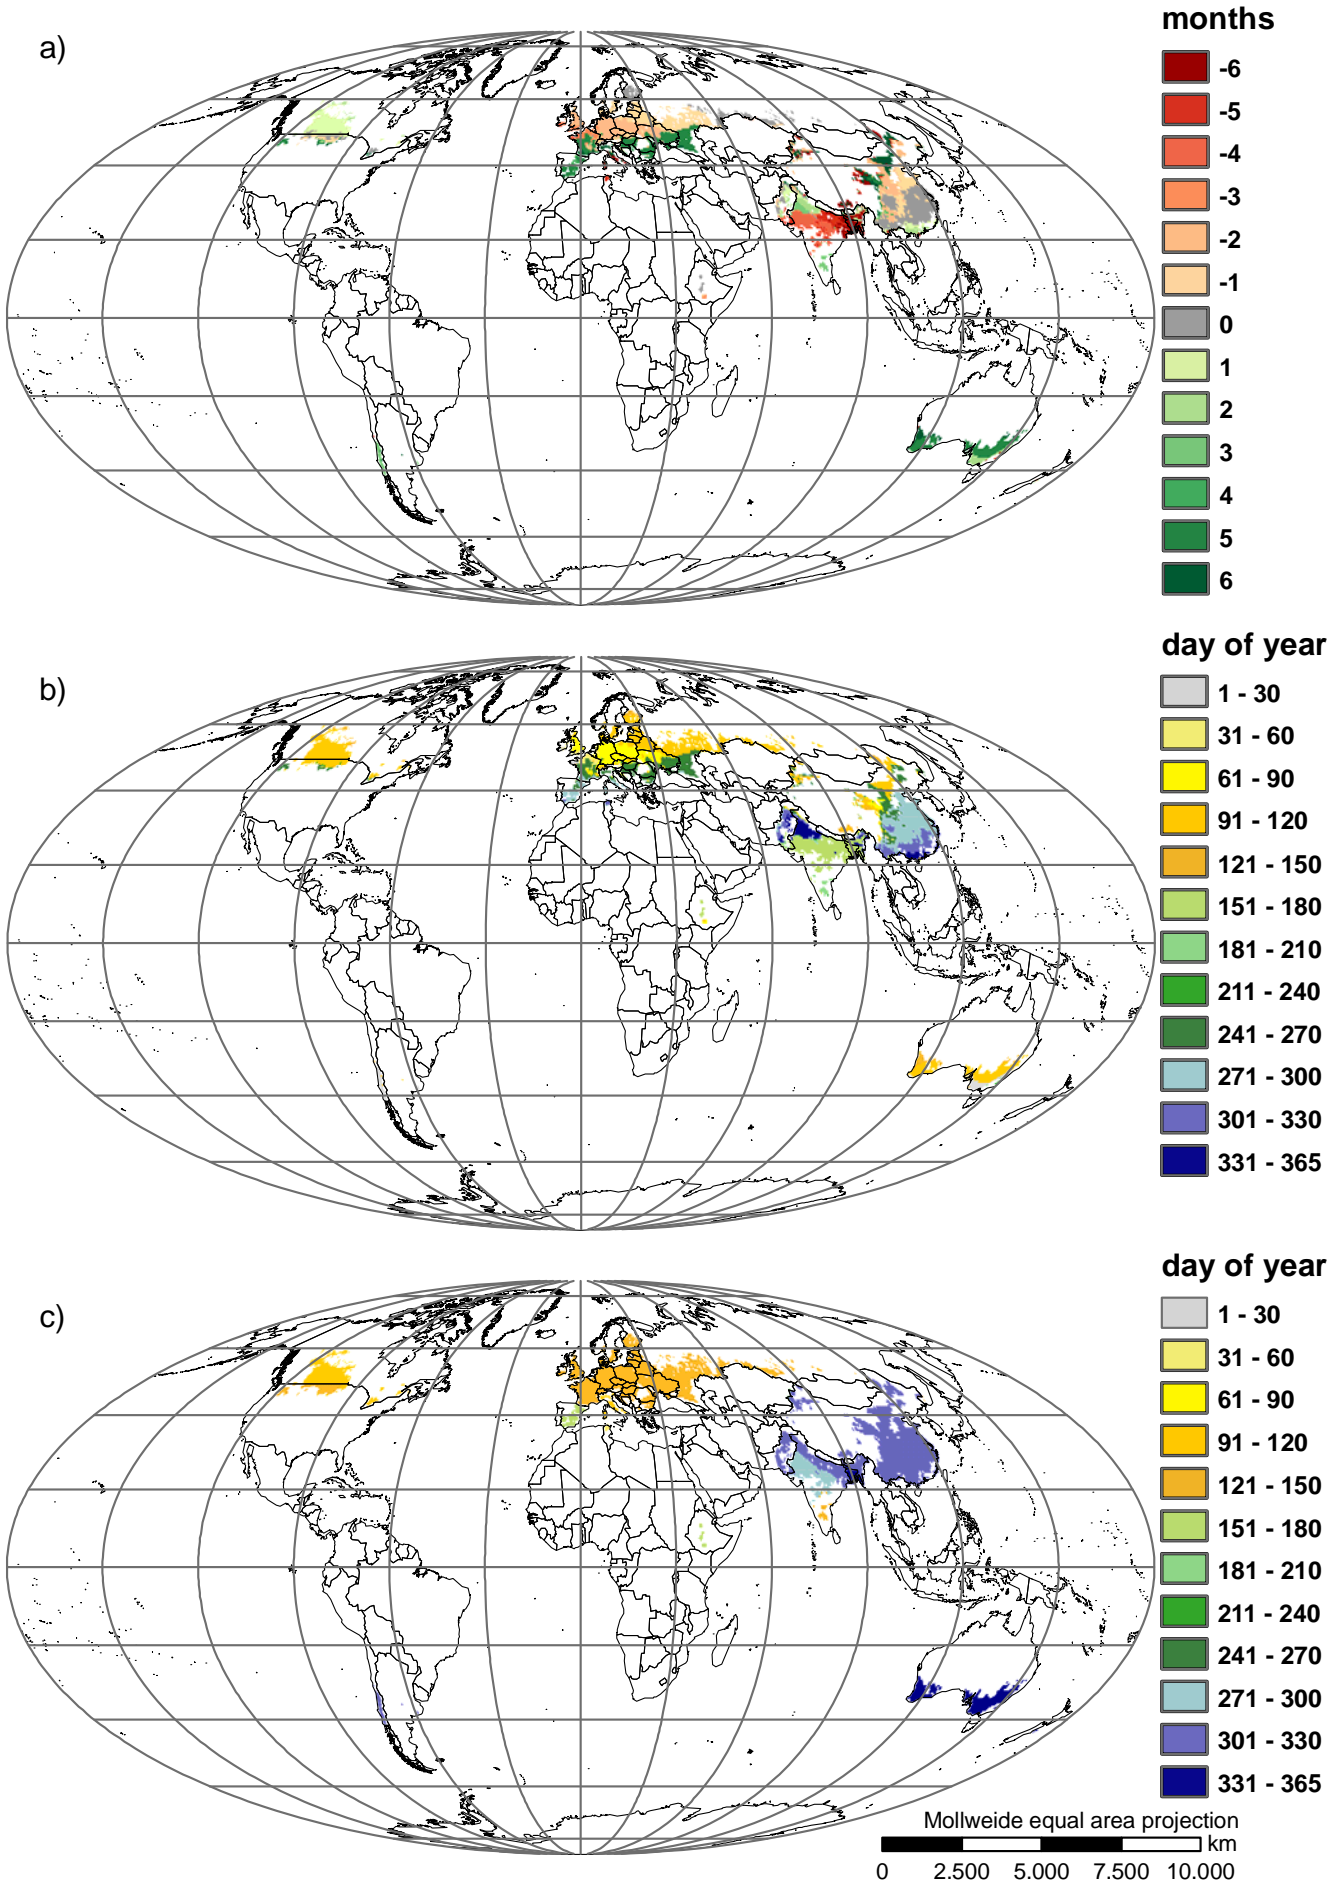 a)
months
-6
-5
-4
-3
-2
-1
0
1
2
3
4
5
6
b)
day of year
1 - 30
31 - 60
61 - 90
91 - 120
121 - 150
151 - 180
181 - 210
211 - 240
241 - 270
271 - 300
301 - 330
331 - 365
c)
day of year
1 - 30
31 - 60
61 - 90
91 - 120
121 - 150
151 - 180
181 - 210
211 - 240
241 - 270
271 - 300
301 - 330
331 - 365
Mollweide equal area projection
km
0 2.500 5.000 7.500 10.000